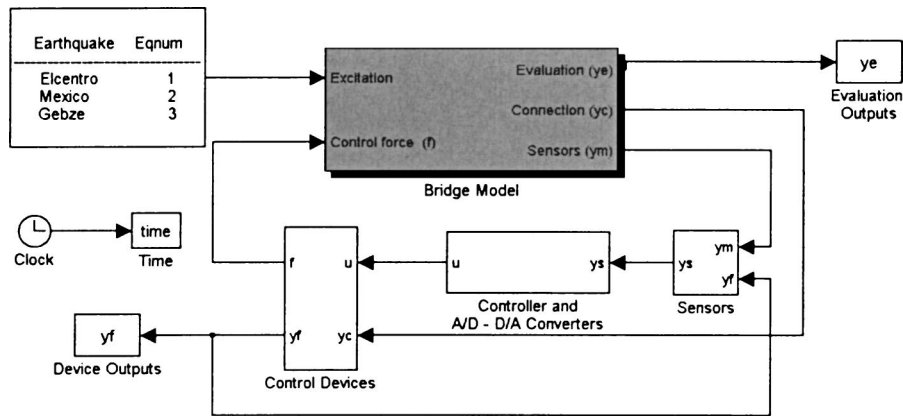 Earthquake Eqnum
Elcentro 1
Mexico 2
Gebze 3
Excitation
Control force (f)
Evaluation (ye)
Connection (yc)
Sensors (ym)
Bridge Model
ye
Evaluation
Outputs
Clock
time
Time
f
yf
u
yc
Control Devices
u
ys
Controller and
A/D - D/A Converters
ys
ym
yf
Sensors
yf
Device Outputs